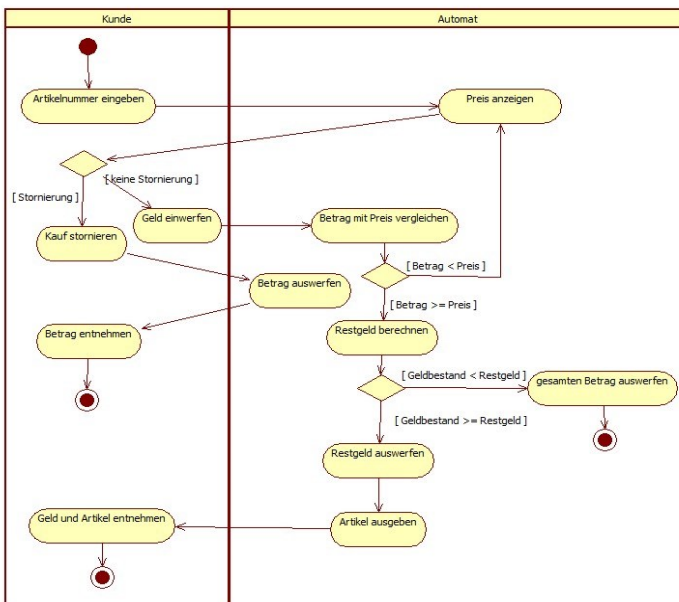 Kunde
Automat
Artikelnummer eingeben
Preis anzeigen
[ keine Stornierung ]
[ Stornierung ]
Geld einwerfen
Betrag mit Preis vergleichen
Kauf stornieren
[ Betrag < Preis ]
Betrag auswerfen
[ Betrag >= Preis ]
Betrag entnehmen
Restgeld berechnen
[ Geldbestand < Restgeld ]
gesamten Betrag auswerfen
[ Geldbestand >= Restgeld ]
Restgeld auswerfen
Geld und Artikel entnehmen
Artikel ausgeben